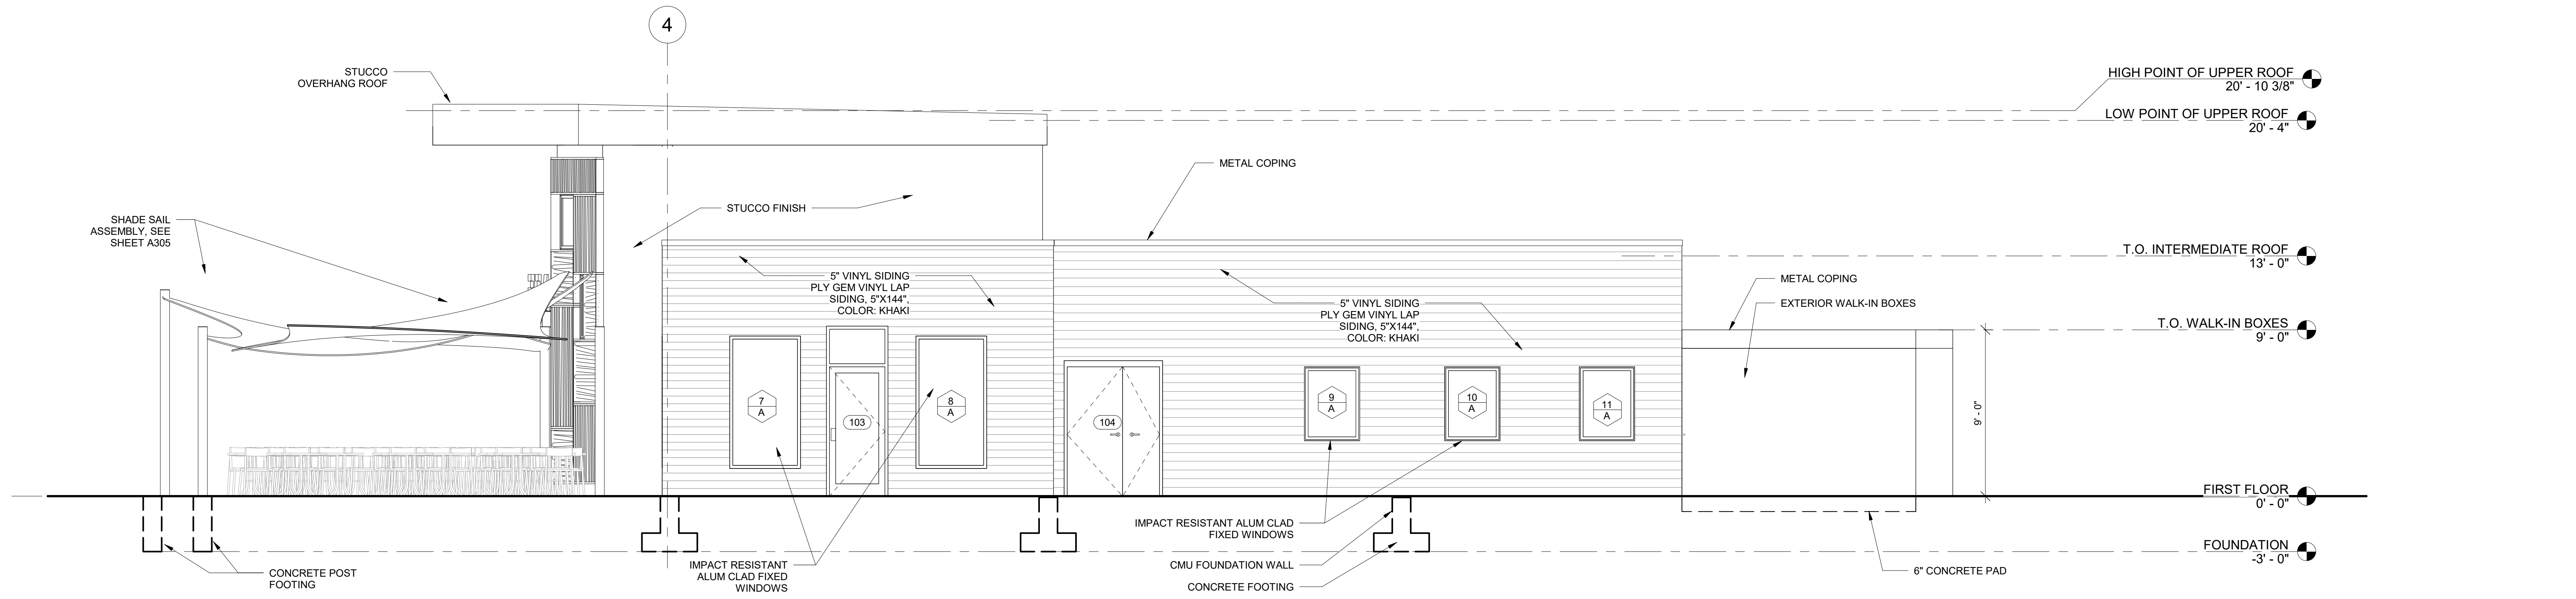 4
STUCCO
OVERHANG ROOF
HIGH POINT OF UPPER ROOF
20' - 10 3/8"
LOW POINT OF UPPER ROOF
20' - 4"
METAL COPING
STUCCO FINISH
SHADE SAIL
ASSEMBLY, SEE
SHEET A305
T.O. INTERMEDIATE ROOF
13' - 0"
5" VINYL SIDING
PLY GEM VINYL LAP
SIDING, 5"X144",
COLOR: KHAKI
METAL COPING
EXTERIOR WALK-IN BOXES
5" VINYL SIDING
PLY GEM VINYL LAP
SIDING, 5"X144",
COLOR: KHAKI
T.O. WALK-IN BOXES
9' - 0"
7
A
8
A
9
A
10
A
11
A
103
104
9' - 0"
FIRST FLOOR
0' - 0"
IMPACT RESISTANT ALUM CLAD
FIXED WINDOWS
FOUNDATION
-3' - 0"
CONCRETE POST
FOOTING
IMPACT RESISTANT
ALUM CLAD FIXED
WINDOWS
CMU FOUNDATION WALL
CONCRETE FOOTING
6" CONCRETE PAD